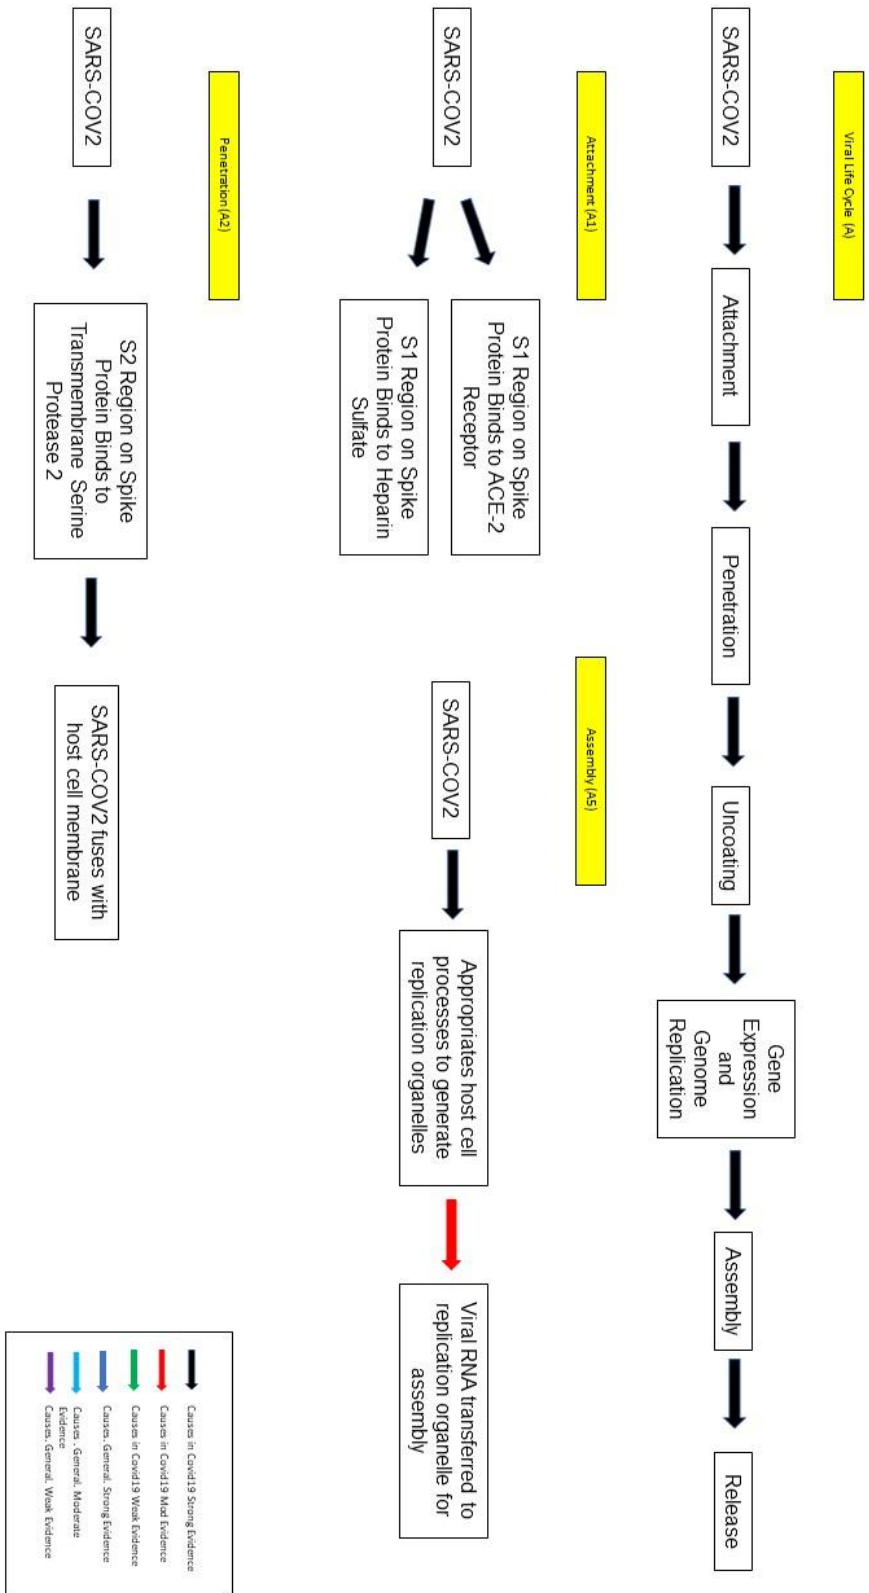 Viral Life Cycle (A)
SARS-COV2
Attachment
Penetration
Uncoating
Gene
Expression
and
Genome
Replication
Assembly
Release
Attachment (A1)
SARS-COV2
S1 Region on Spike
Protein Binds to ACE-2
Receptor
S1 Region on Spike
Protein Binds to Heparin
Sulfate
Assembly (A5)
SARS-COV2
Appropriates host cell
processes to generate
replication organelles
Viral RNA transferred to
replication organelle for
assembly
Penetration (A2)
SARS-COV2
S2 Region on Spike
Protein Binds to
Transmembrane Serine
Protease 2
SARS-COV2 fuses with
host cell membrane
Causes in Covid19 Strong Evidence
Causes in Covid19 Mod Evidence
Causes in Covid19 Weak Evidence
Causes. General. Strong Evidence
Causes . General. Moderate
Evidence
Causes. General. Weak Evidence